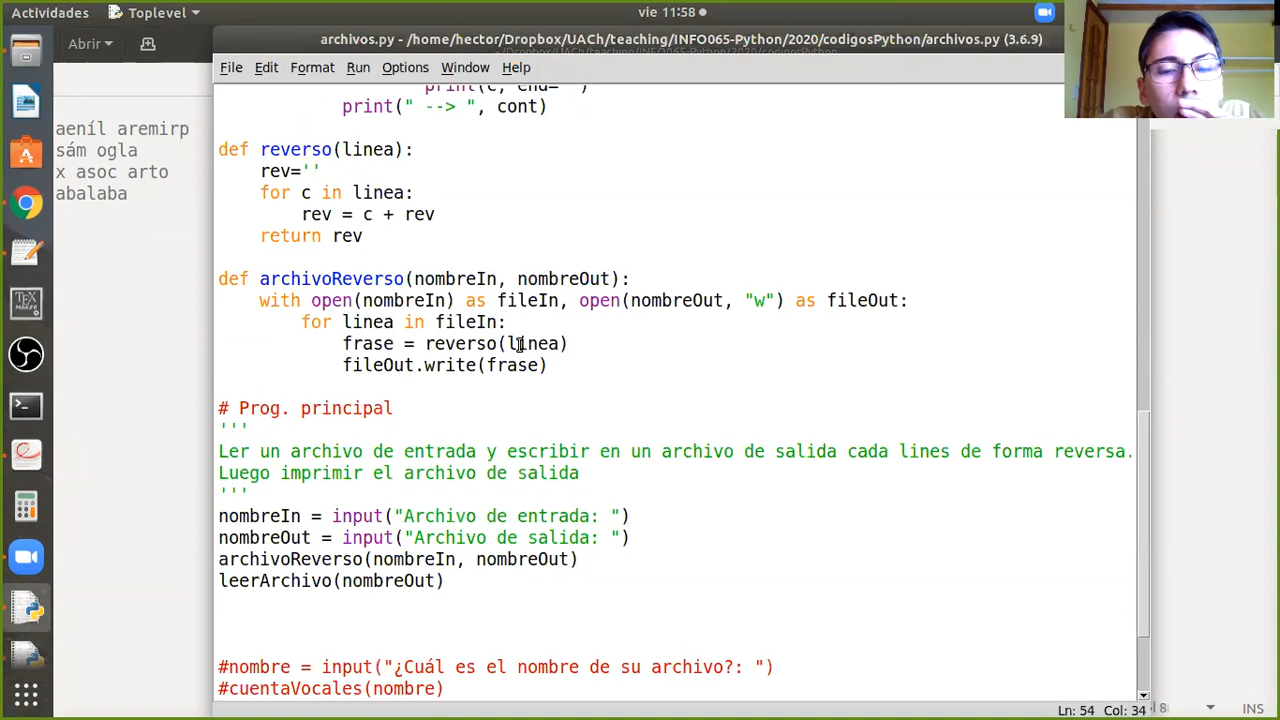 Actividades
Toplevel
vie 11:58
Abrir
archivos.py - /home/hector/Dropbox/UACh/teaching/INFO065-Python/2020/codigosPython/archivos.py (3.6.9)
File Edit Format Run Options Window Help
print(c, end=
print(" --> ", cont)
def reverso(linea):
rev=''
for c in linea:
rev = c + rev
return rev
def archivoReverso(nombreIn, nombreOut):
with open(nombreIn) as fileIn, open(nombreOut, "w") as fileOut:
for linea in fileIn:
frase = reverso(linea)
fileOut.write(frase)
# Prog. principal
'''
Ler un archivo de entrada y escribir en un archivo de salida cada lines de forma reversa.
Luego imprimir el archivo de salida
'''
nombreIn = input("Archivo de entrada: ")
nombreOut = input("Archivo de salida: ")
archivoReverso(nombreIn, nombreOut)
leerArchivo(nombreOut)
#nombre = input("¿Cuál es el nombre de su archivo?: ")
#cuentaVocales(nombre)
Ln: 54 Col: 34
aeníl aremirp
sám ogla
x asoc arto
abalaba
TEX
INS